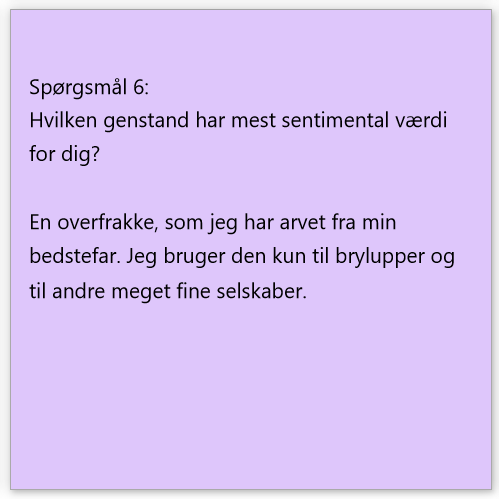 Spørgsmål 6:
Hvilken genstand har mest sentimental værdi
for dig?
En overfrakke, som jeg har arvet fra min
bedstefar. Jeg bruger den kun til brylupper og
til andre meget fine selskaber.